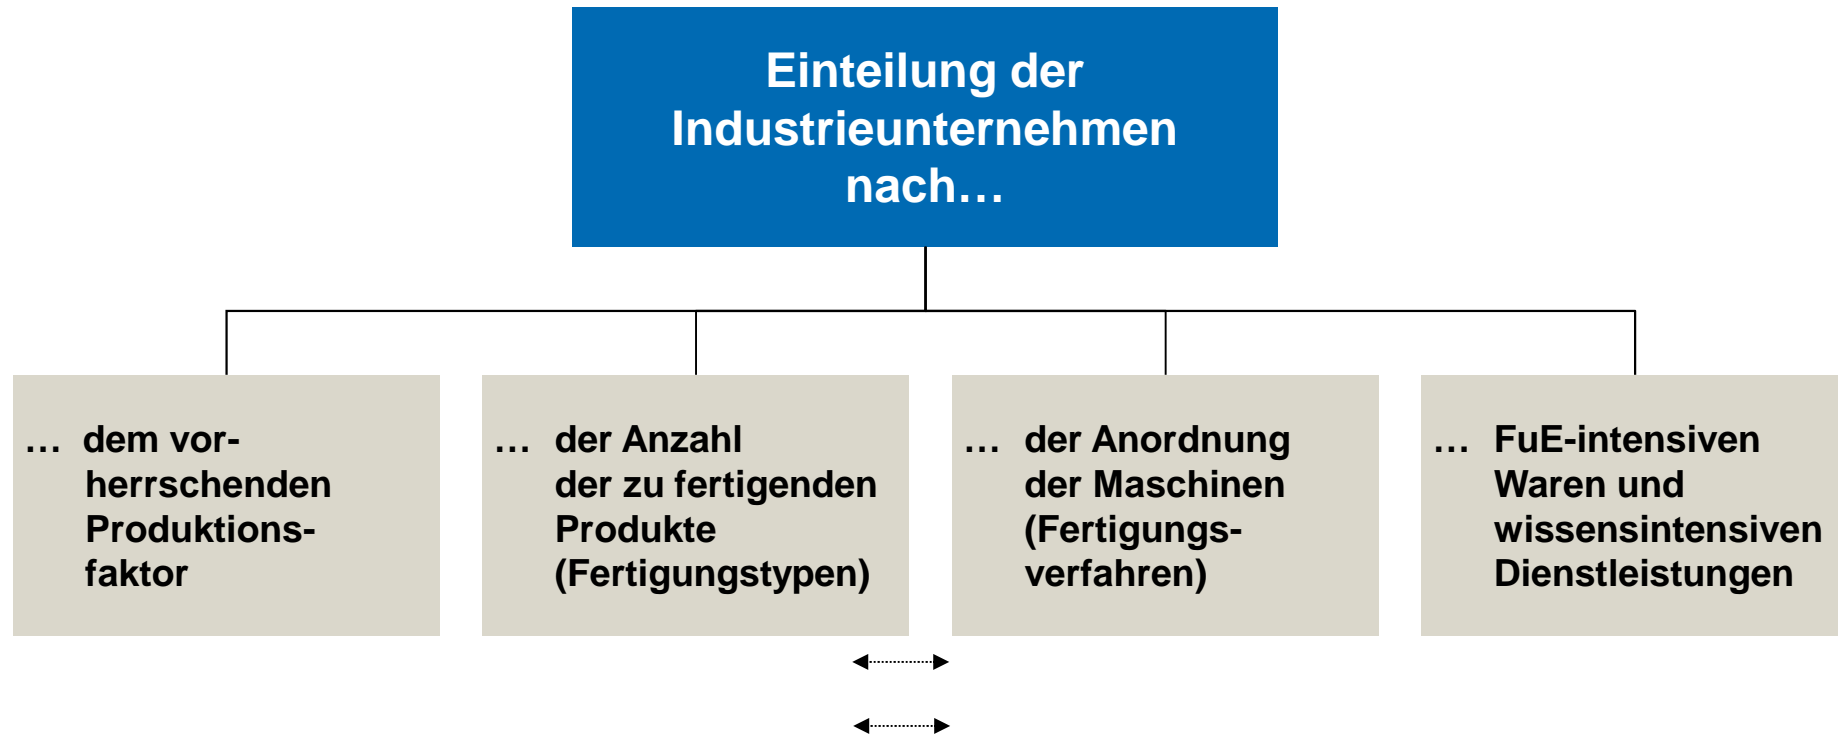 Einteilung der
Industrieunternehmen
nach…
… dem vor-
herrschenden
Produktions-
faktor
… der Anzahl
der zu fertigenden
Produkte
(Fertigungstypen)
… der Anordnung
der Maschinen
(Fertigungs-
verfahren)
… FuE-intensiven
Waren und
wissensintensiven
Dienstleistungen